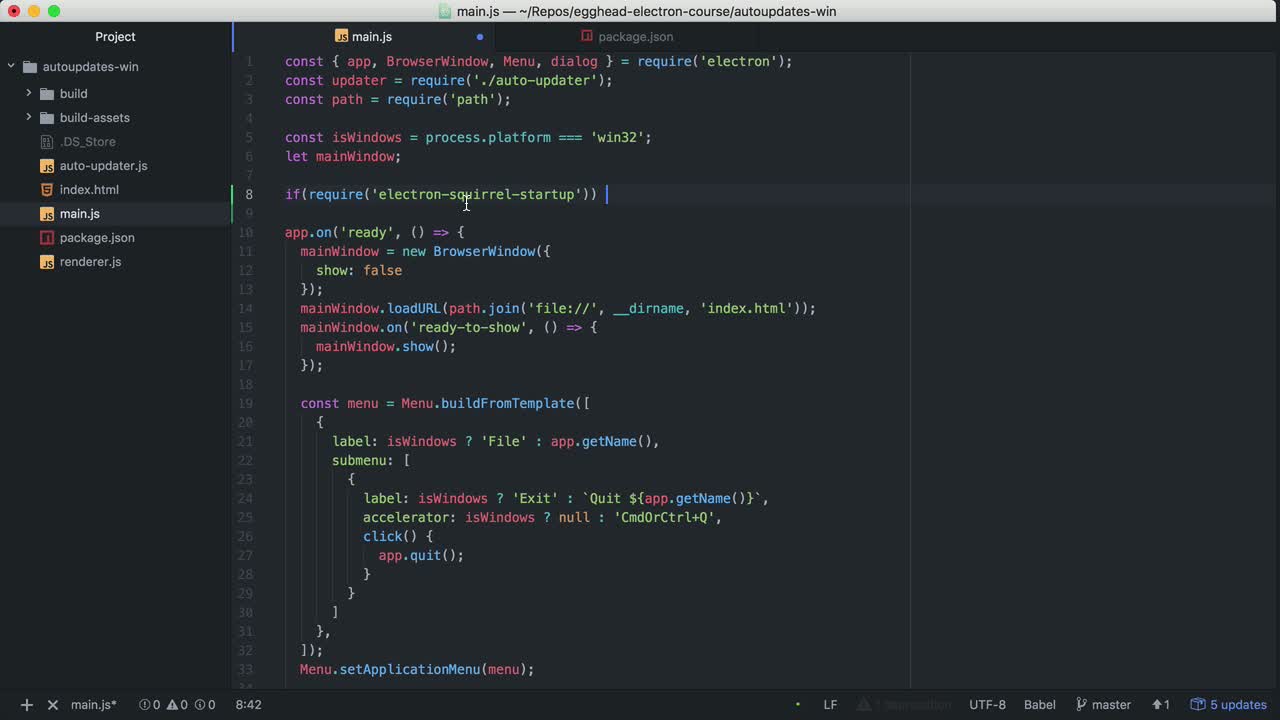 main.js — ~/Repos/egghead-electron-course/autoupdates-win
Project
main.js
package.json
autoupdates-win
build
build-assets
.DS_Store
auto-updater.js
index.html
main.js
package.json
renderer.js
1 const { app, BrowserWindow, Menu, dialog } = require('electron');
2 const updater = require('./auto-updater');
3 const path = require('path');
4
5 const isWindows = process.platform === 'win32';
6 let mainWindow;
7
8 if(require('electron-squirrel-startup'))
9
10 app.on('ready', () => {
11 mainWindow = new BrowserWindow({
12 show: false
13 });
14 mainWindow.loadURL(path.join('file://', __dirname, 'index.html'));
15 mainWindow.on('ready-to-show', () => {
16 mainWindow.show();
17 });
18
19 const menu = Menu.buildFromTemplate([
20 {
21 label: isWindows ? 'File' : app.getName(),
22 submenu: [
23 {
24 label: isWindows ? 'Exit' : `Quit ${app.getName()}`,
25 accelerator: isWindows ? null : 'CmdOrCtrl+Q',
26 click() {
27 app.quit();
28 }
29 }
30 ]
31 },
32 ]);
33 Menu.setApplicationMenu(menu);
main.js* 0 0 0 8:42 LF 1 deprecation UTF-8 Babel master 1 5 updates